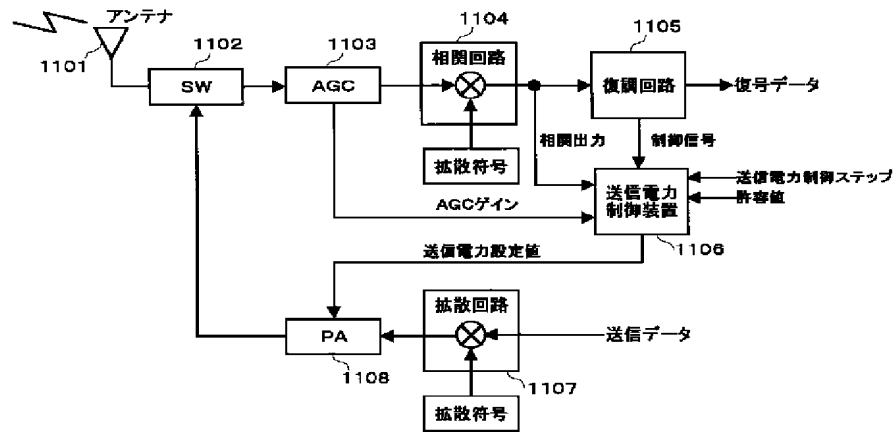 アンテナ
1101
1102
SW
1103
AGC
1104
相関回路
拡散符号
1105
復調回路
復号データ
相関出力
制御信号
AGCゲイン
送信電力
制御装置
送信電力制御ステップ
許容値
1106
送信電力設定値
PA
1108
拡散回路
1107
送信データ
拡散符号